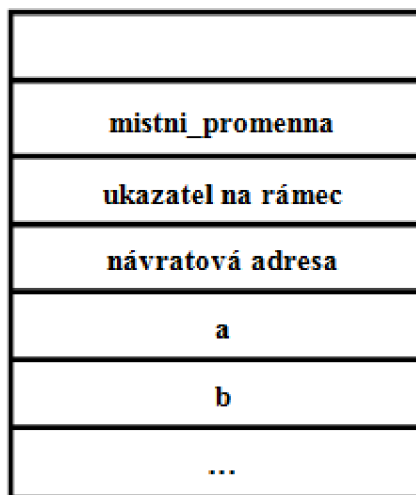 mistni_promenna
ukazatel na rámec
návratová adresa
a
b
...